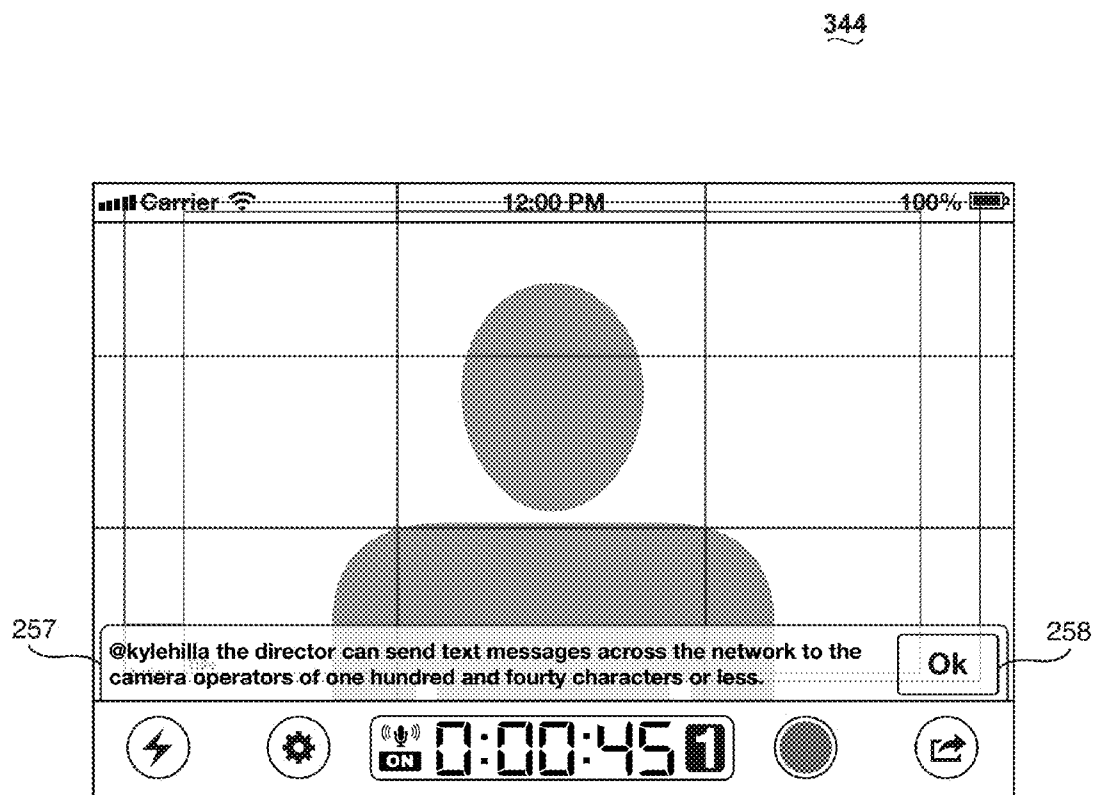 344
Carrier 12:00 PM 100%
257
@kylehilla the director can send text messages across the network to the
camera operators of one hundred and fourty characters or less.
Ok
258
ON
0:00:45 1